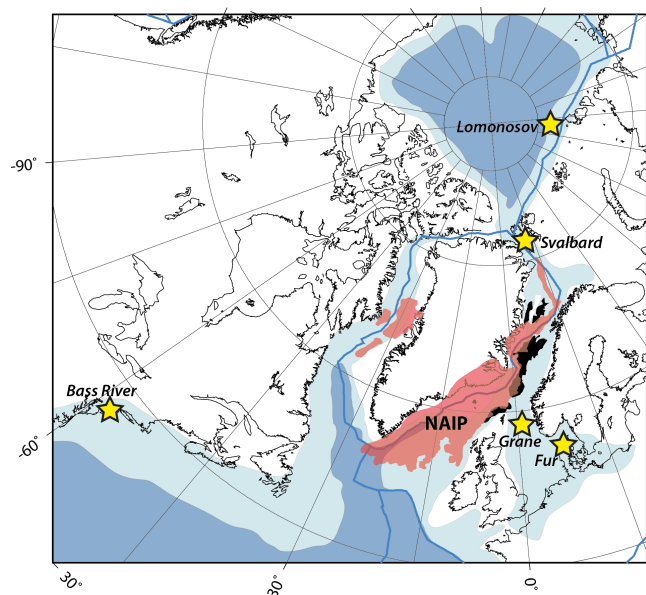 Lomonosov
-90°
Svalbard
Bass River
NAIP
Grane
Fur
-60°
30°
30°
0°